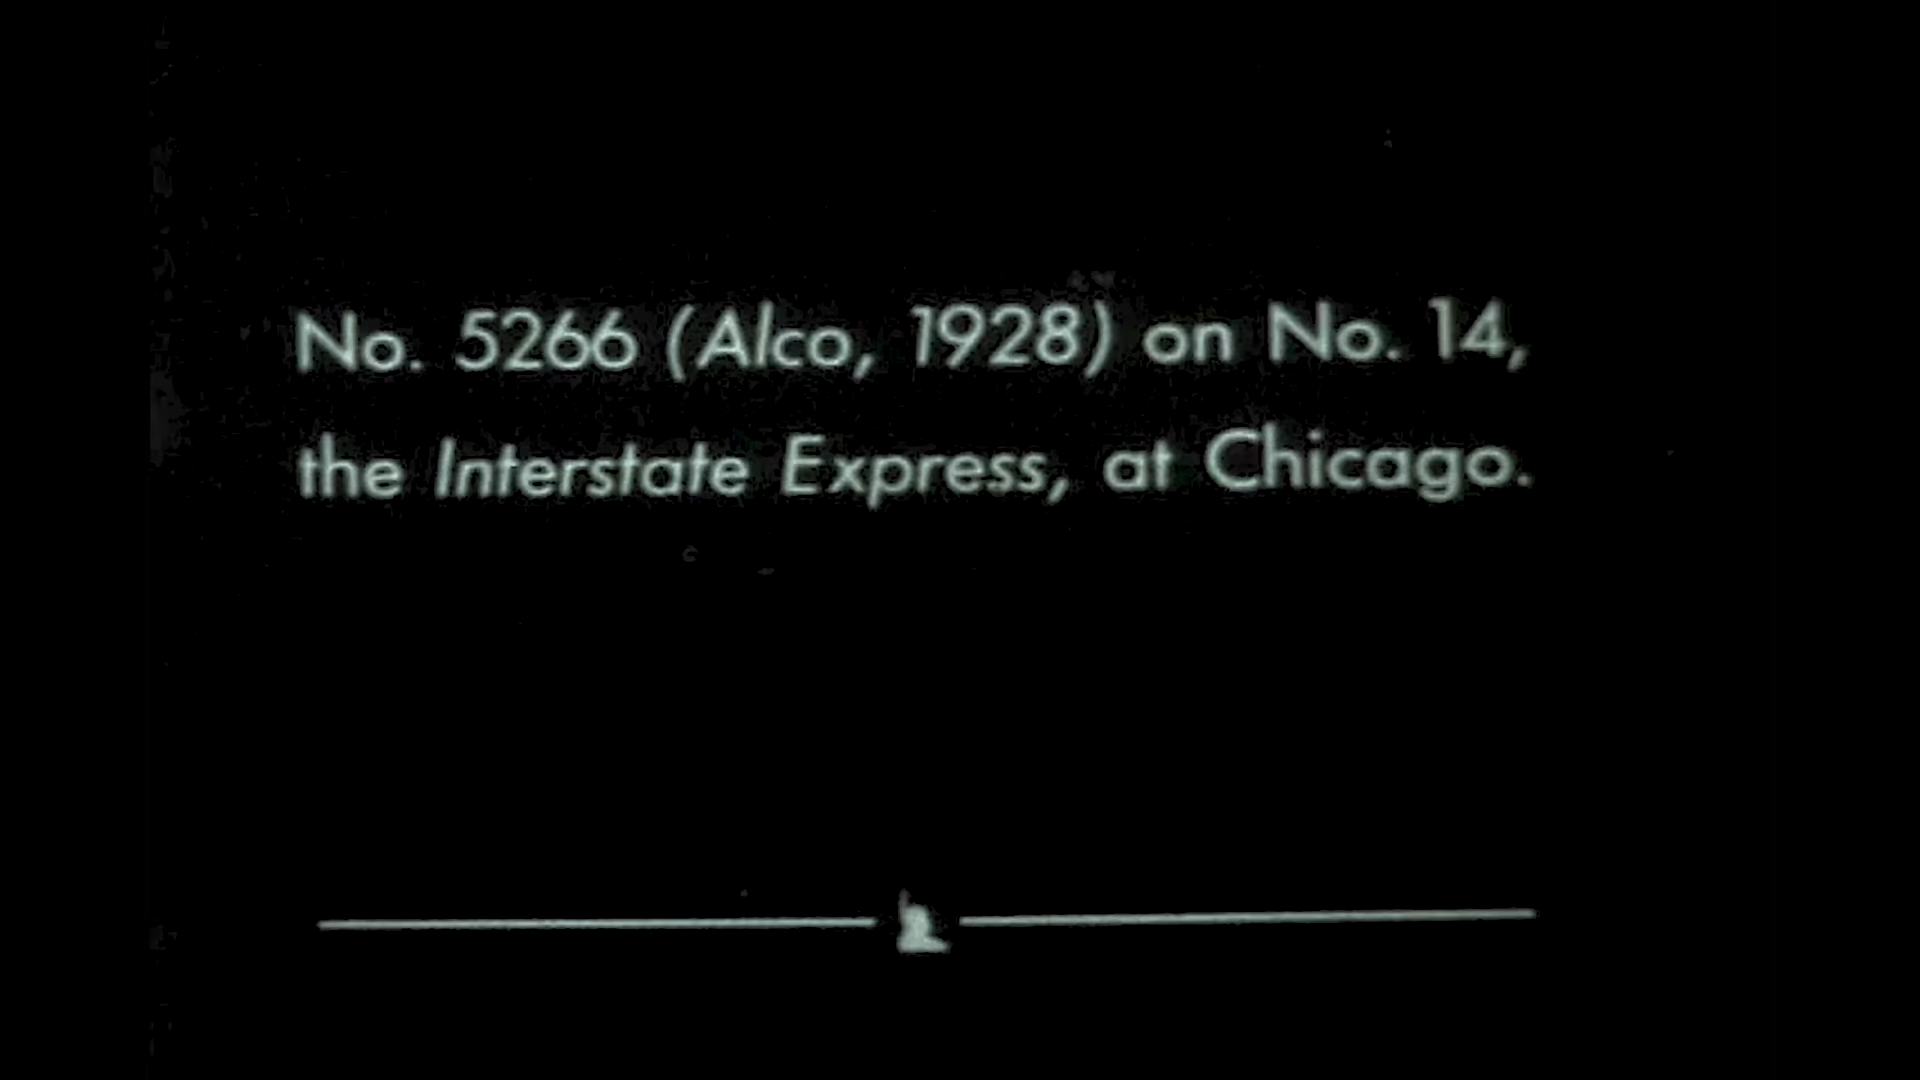 No. 5266 (Alco, 1928) on No. 14,
the Interstate Express, at Chicago.